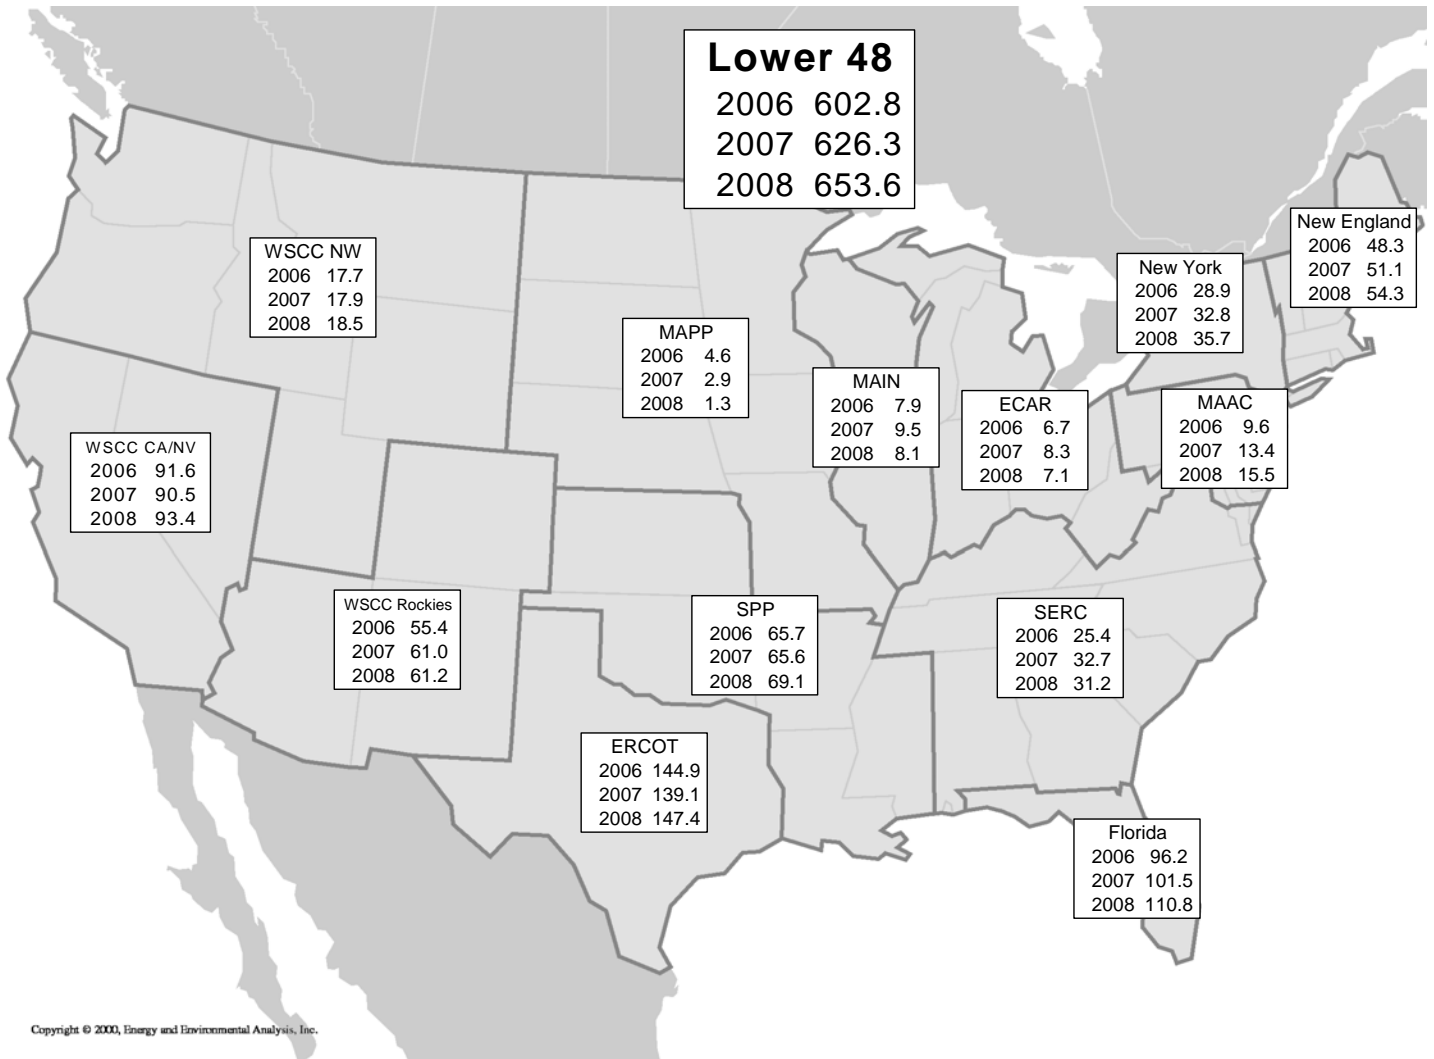 Lower 48
2006 602.8
2007 626.3
2008 653.6
New England
2006 48.3
2007 51.1
2008 54.3
WSCC NW
2006 17.7
2007 17.9
2008 18.5
New York
2006 28.9
2007 32.8
2008 35.7
MAPP
2006 4.6
2007 2.9
2008 1.3
MAIN
2006 7.9
2007 9.5
2008 8.1
ECAR
2006 6.7
2007 8.3
2008 7.1
MAAC
2006 9.6
2007 13.4
2008 15.5
WSCC CA/NV
2006 91.6
2007 90.5
2008 93.4
WSCC Rockies
2006 55.4
2007 61.0
2008 61.2
SPP
2006 65.7
2007 65.6
2008 69.1
SERC
2006 25.4
2007 32.7
2008 31.2
ERCOT
2006 144.9
2007 139.1
2008 147.4
Florida
2006 96.2
2007 101.5
2008 110.8
Copyright © 2000, Energy and Environmental Analysis, Inc.